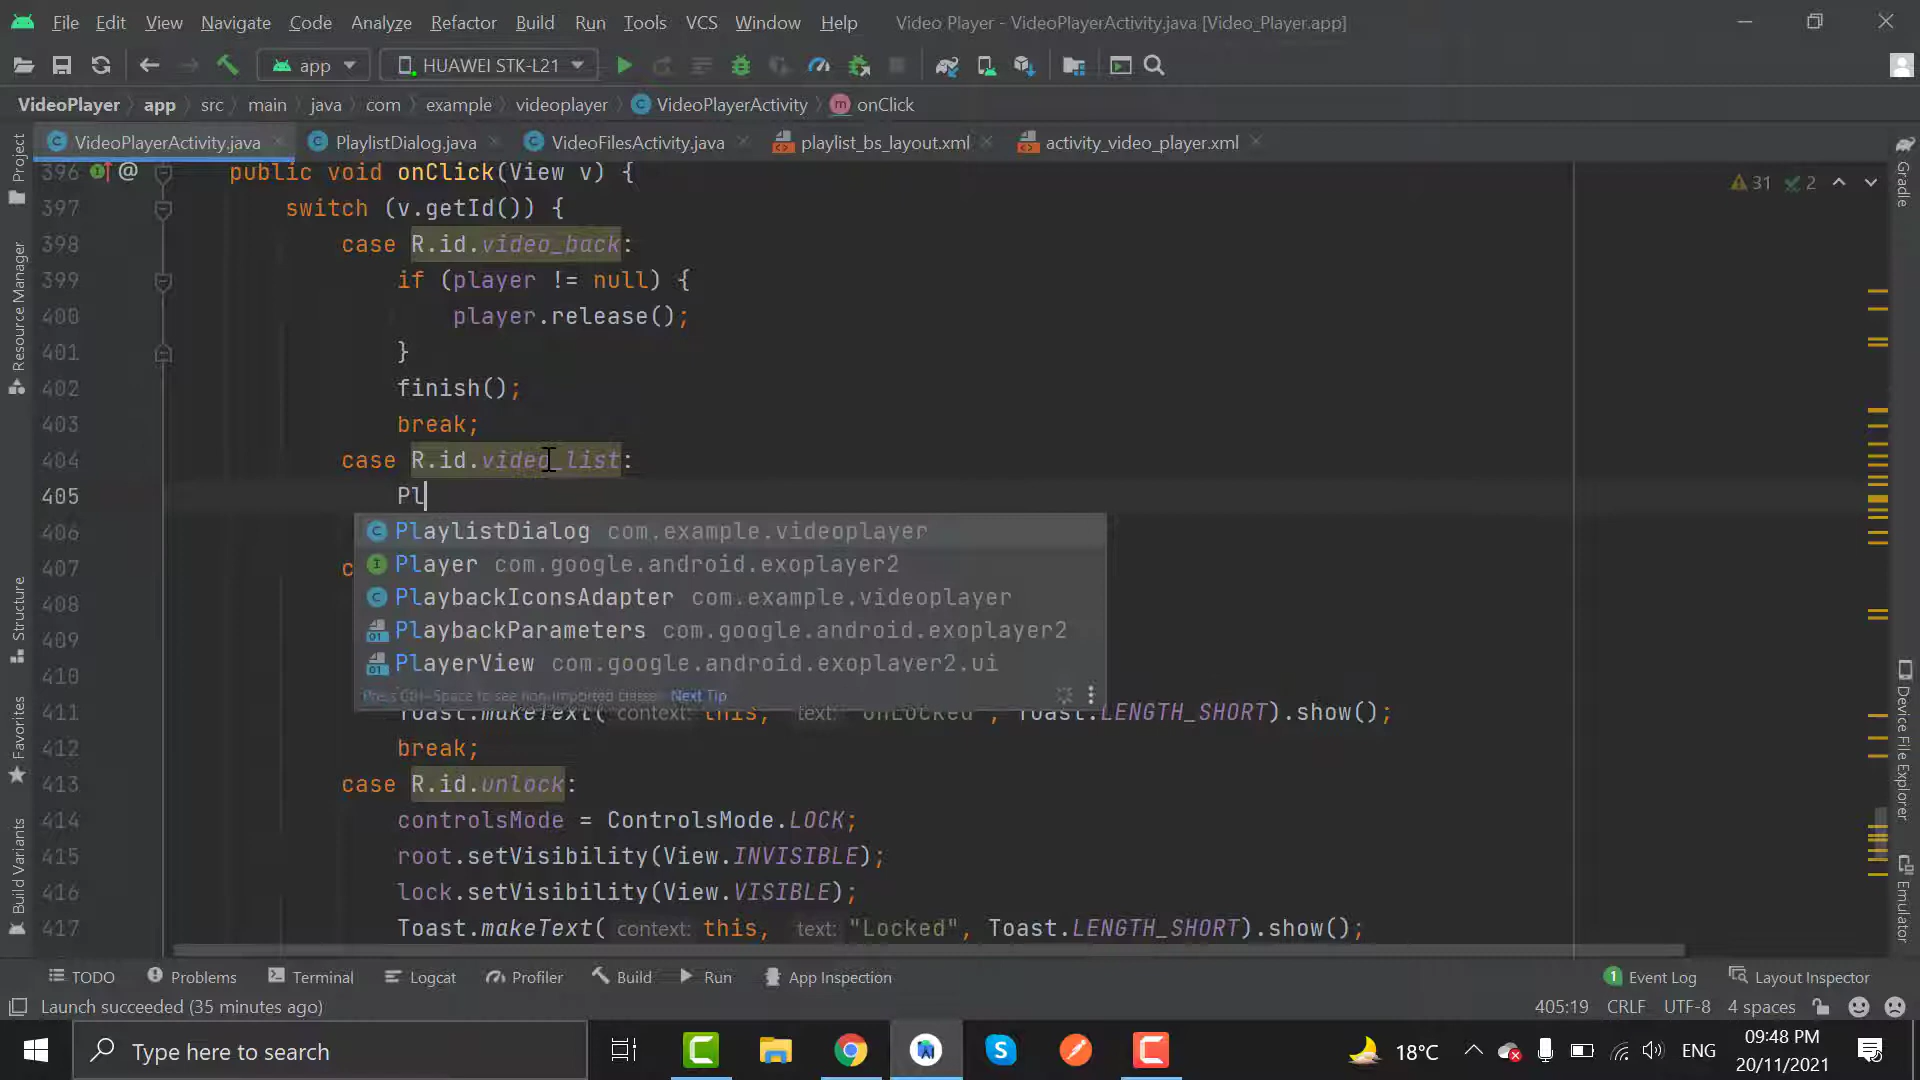 File Edit View Navigate Code Analyze Refactor Build Run Tools VCS Window Help Video Player - VideoPlayerActivity.java [Video_Player.app]
app HUAWEI STK-L21
VideoPlayer app src main java com example videoplayer VideoPlayerActivity onClick
VideoPlayerActivity.java PlaylistDialog.java VideoFilesActivity.java playlist_bs_layout.xml activity_video_player.xml
396 @ public void onClick(View v) {
31 2
397 switch (v.getId()) {
398 case R.id.video_back:
399 if (player != null) {
400 player.release();
401 }
402 finish();
403 break;
404 case R.id.video_list:
405 Pl
PlaylistDialog com.example.videoplayer
Player com.google.android.exoplayer2
PlaybackIconsAdapter com.example.videoplayer
PlaybackParameters com.google.android.exoplayer2
PlayerView com.google.android.exoplayer2.ui
Press Ctrl+Space to see non-imported classes Next Tip
406
407 c
408
409
410
411 Toast.makeText( context: this, text: "unLocked", Toast.LENGTH_SHORT).show();
412 break;
413 case R.id.unlock:
414 controlsMode = ControlsMode.LOCK;
415 root.setVisibility(View.INVISIBLE);
416 lock.setVisibility(View.VISIBLE);
417 Toast.makeText( context: this, text: "Locked", Toast.LENGTH_SHORT).show();
Project
Resource Manager
Structure
Favorites
Build Variants
Gradle
Device File Explorer
Emulator
TODO Problems Terminal Logcat Profiler Build Run App Inspection 1 Event Log Layout Inspector
Launch succeeded (35 minutes ago) 405:19 CRLF UTF-8 4 spaces
Type here to search
18°C ENG 09:48 PM
20/11/2021